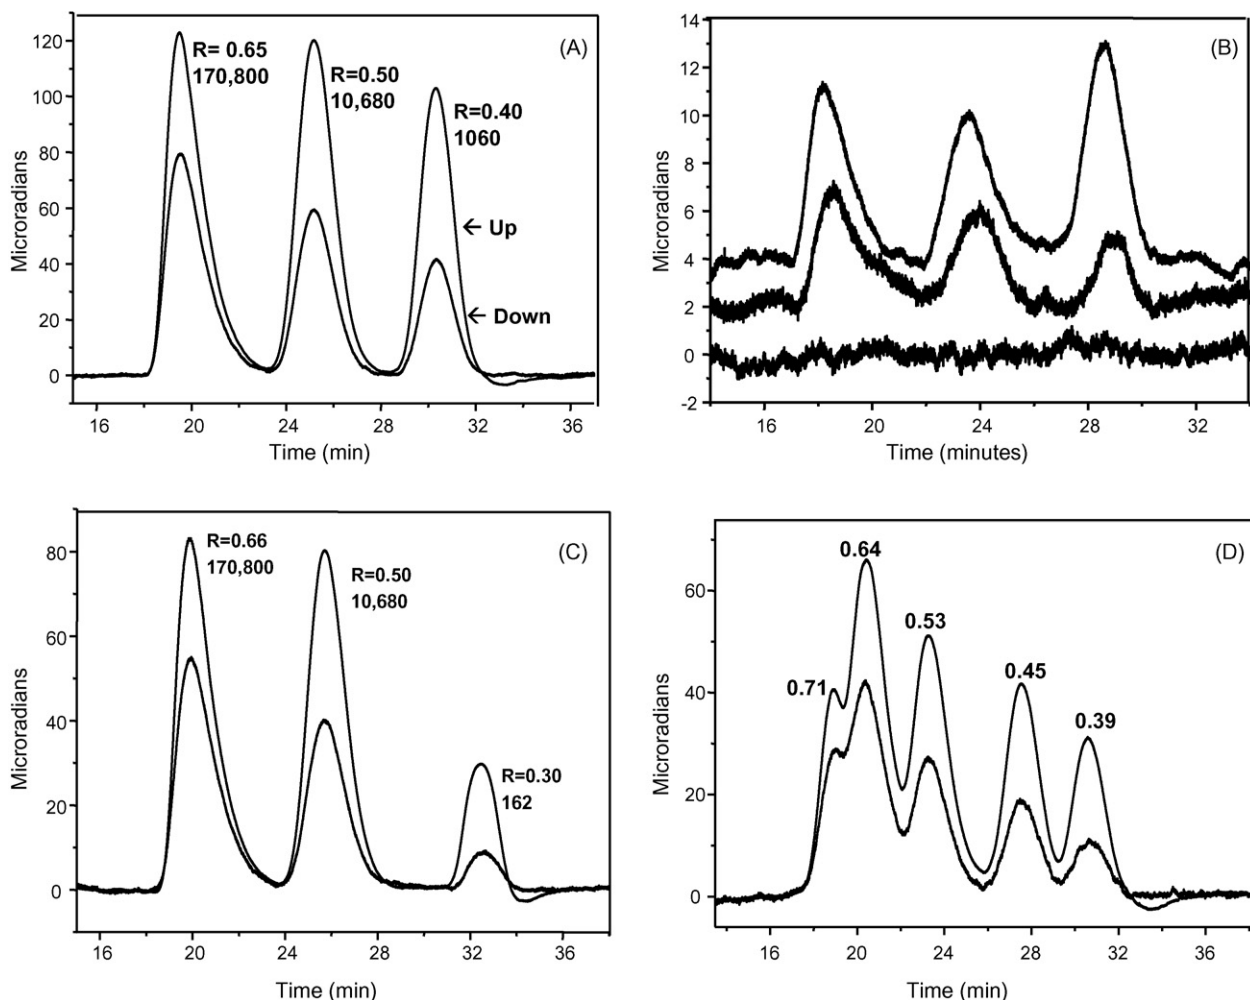 (A)
R= 0.65
170,800
R=0.50
10,680
R=0.40
1060
← Up
← Down
Microradians
120
100
80
60
40
20
0
16
20
24
28
32
36
Time (min)
(B)
Microradians
14
12
10
8
6
4
2
0
-2
16
20
24
28
32
Time (minutes)
(C)
R=0.66
170,800
R=0.50
10,680
R=0.30
162
Microradians
80
60
40
20
0
16
20
24
28
32
36
Time (min)
(D)
0.71
0.64
0.53
0.45
0.39
Microradians
60
40
20
0
16
20
24
28
32
36
Time (min)